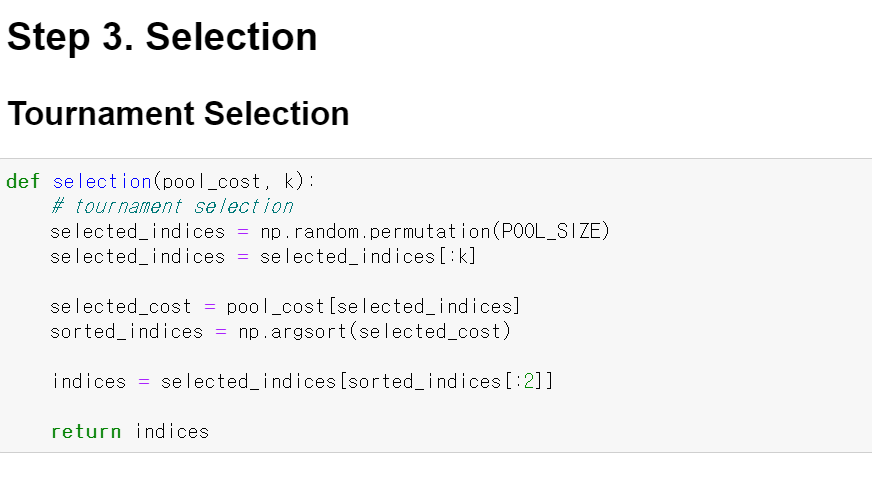 Step 3. Selection
Tournament Selection
def selection(pool_cost, k):
    # tournament selection
    selected_indices = np.random.permutation(POOL_SIZE)
    selected_indices = selected_indices[:k]

    selected_cost = pool_cost[selected_indices]
    sorted_indices = np.argsort(selected_cost)

    indices = selected_indices[sorted_indices[:2]]

    return indices